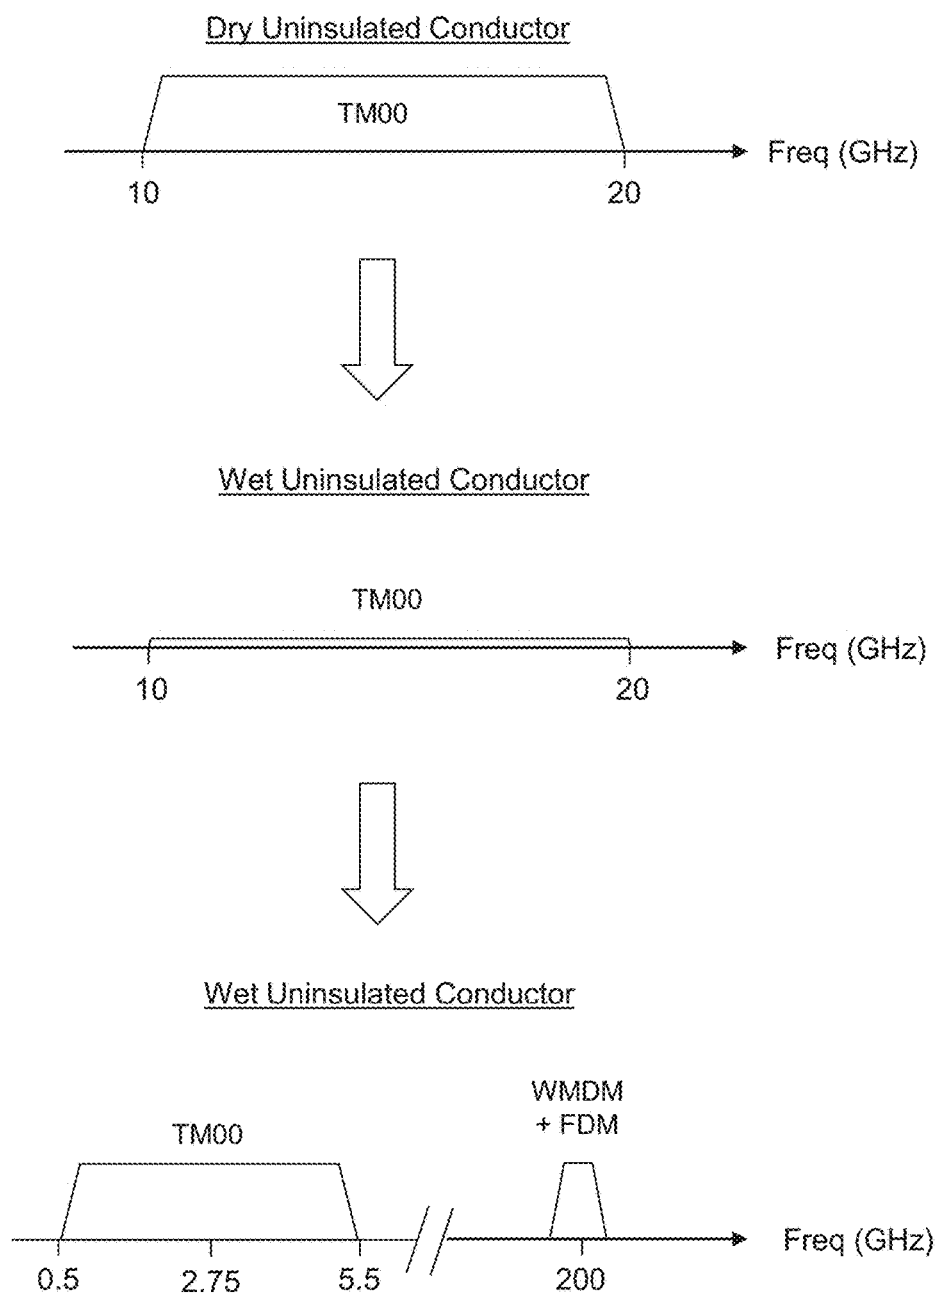 Dry Uninsulated Conductor
TM00
Freq (GHz)
10
20
Wet Uninsulated Conductor
TM00
Freq (GHz)
10
20
Wet Uninsulated Conductor
WMDM
+ FDM
TM00
Freq (GHz)
0.5
2.75
5.5
200